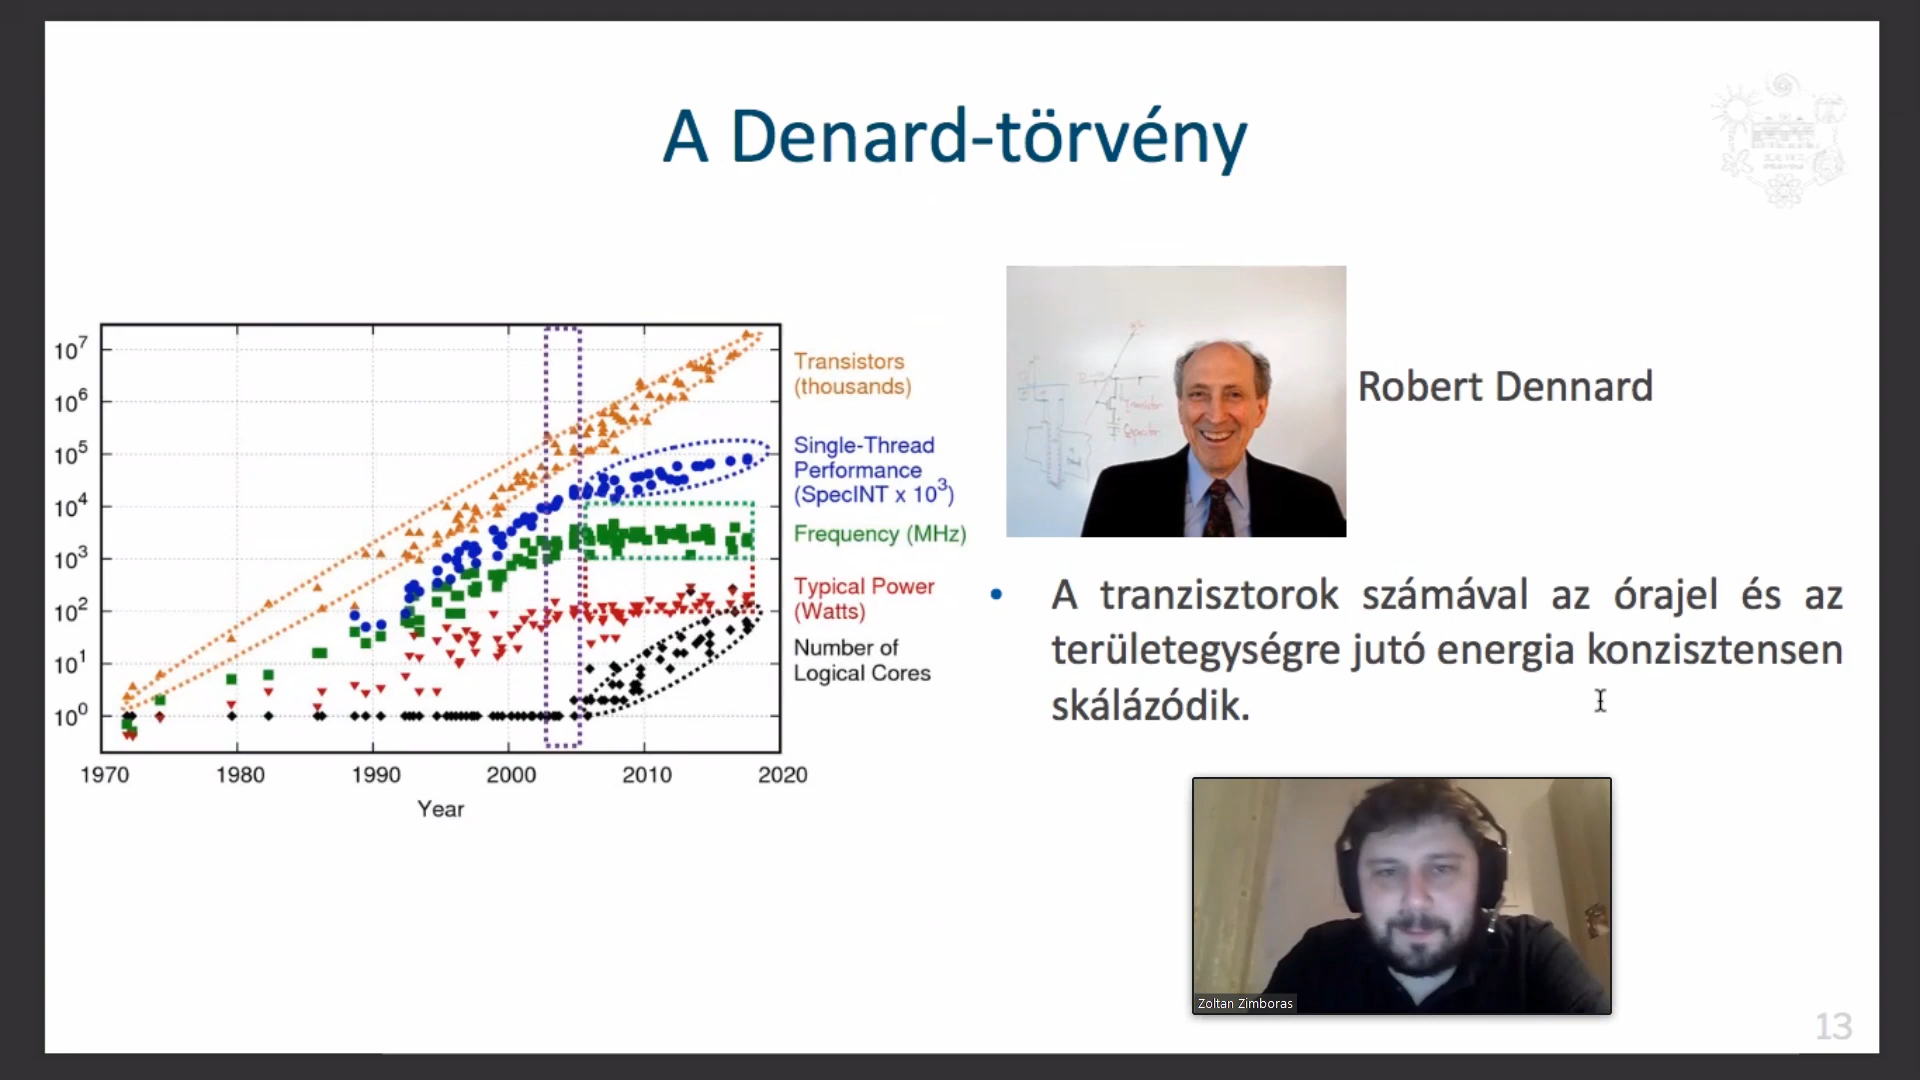 A Denard-törvény
10⁷
10⁶
10⁵
10⁴
10³
10²
10¹
10⁰
1970 1980 1990 2000 2010 2020
Year
Transistors
(thousands)
Single-Thread
Performance
(SpecINT x 10³)
Frequency (MHz)
Typical Power
(Watts)
Number of
Logical Cores
Robert Dennard
• A tranzisztorok számával az órajel és az
területegységre jutó energia konzisztensen
skálázódik.
Zoltan Zimboras
13